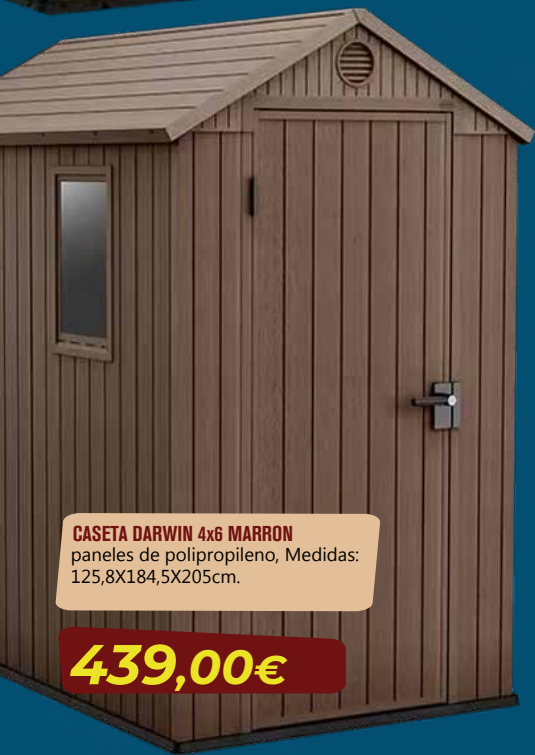 CASETA DARWIN 4x6 MARRON
paneles de polipropileno, Medidas:
125,8X184,5X205cm.
439,00€